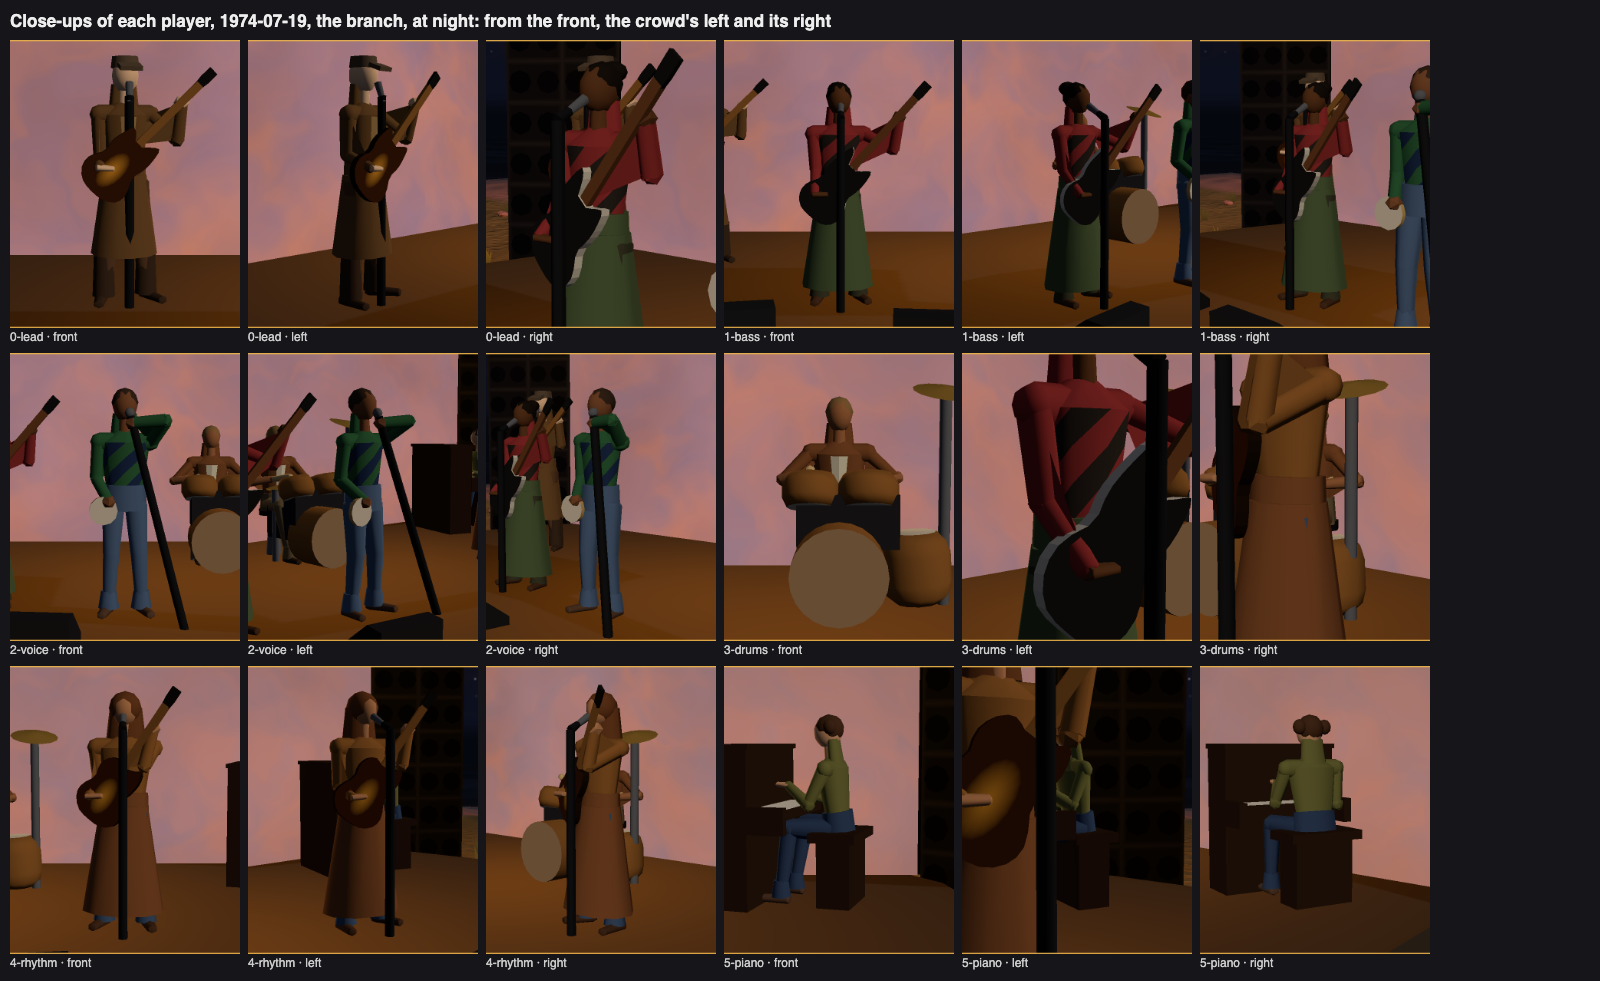 Close-ups of each player, 1974-07-19, the branch, at night: from the front, the crowd's left and its right
0-lead · front
0-lead · left
0-lead · right
1-bass · front
1-bass · left
1-bass · right
2-voice · front
2-voice · left
2-voice · right
3-drums · front
3-drums · left
3-drums · right
4-rhythm · front
4-rhythm · left
4-rhythm · right
5-piano · front
5-piano · left
5-piano · right